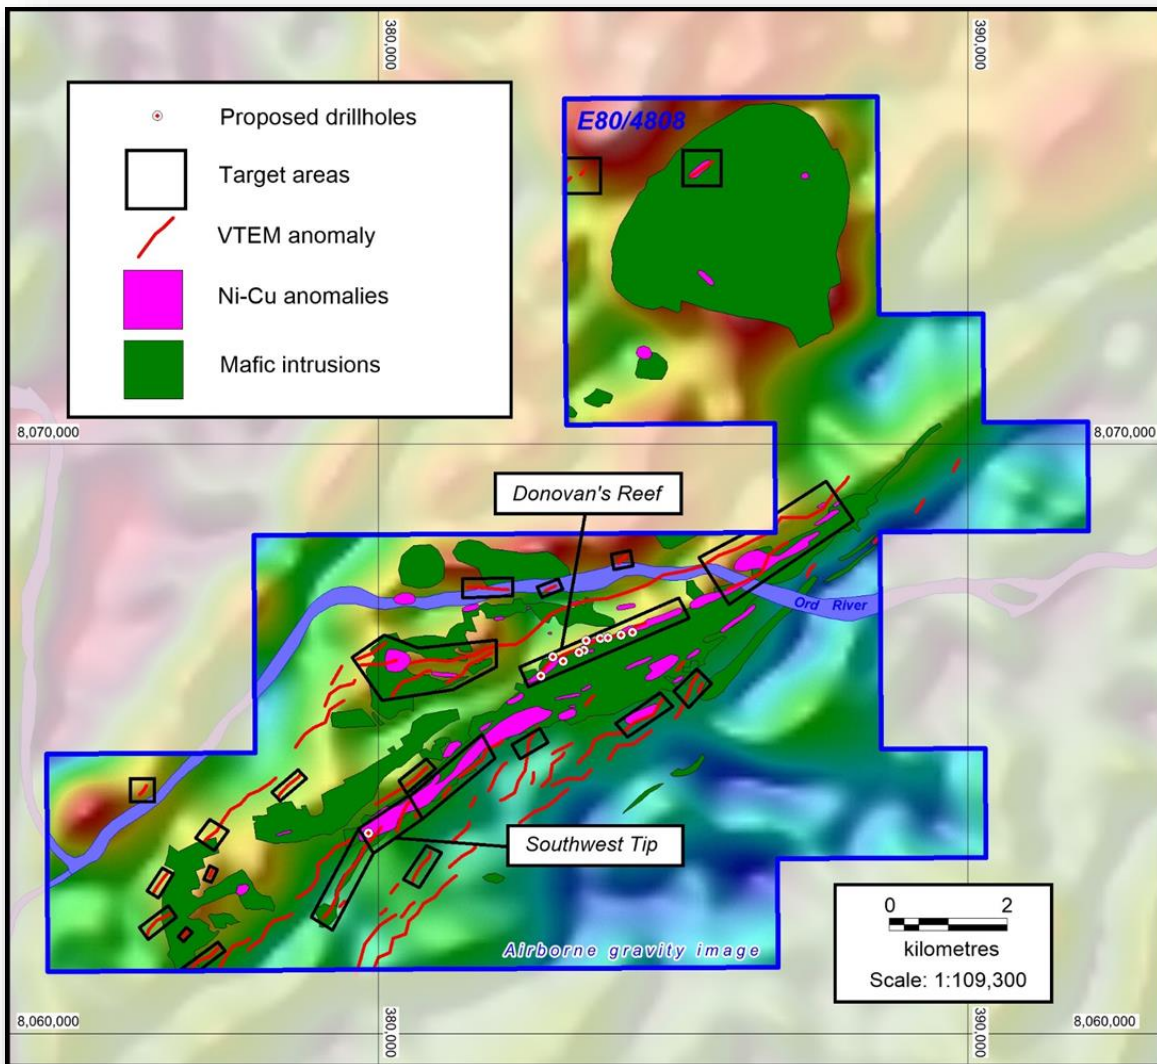 380,000
390,000
Proposed drillholes
Target areas
VTEM anomaly
Ni-Cu anomalies
Mafic intrusions
E80/4808
8,070,000
8,070,000
Donovan's Reef
Ord River
Southwest Tip
Airborne gravity image
0 2
kilometres
Scale: 1:109,300
8,060,000
380,000
390,000
8,060,000